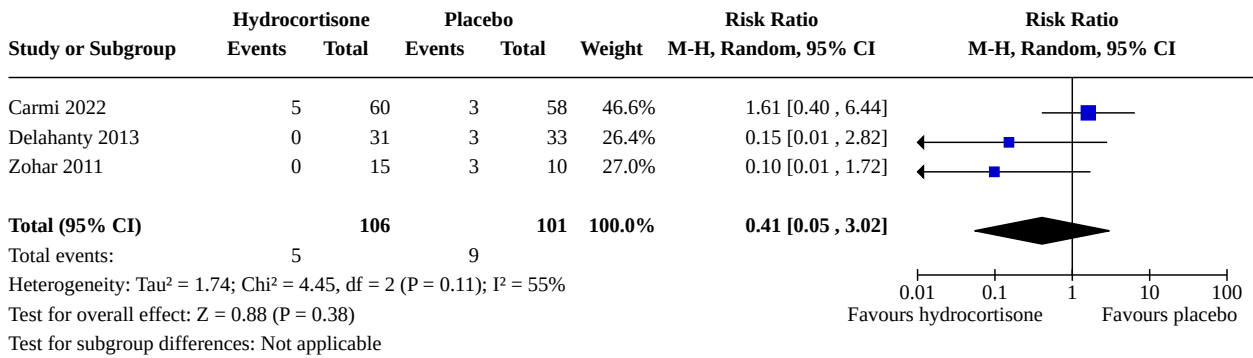 Hydrocortisone Placebo Risk Ratio Risk Ratio
Study or Subgroup Events Total Events Total Weight M-H, Random, 95% CI M-H, Random, 95% CI
Carmi 2022 5 60 3 58 46.6% 1.61 [0.40 , 6.44]
Delahanty 2013 0 31 3 33 26.4% 0.15 [0.01 , 2.82]
Zohar 2011 0 15 3 10 27.0% 0.10 [0.01 , 1.72]
Total (95% CI) 106 101 100.0% 0.41 [0.05 , 3.02]
Total events: 5 9
Heterogeneity: Tau² = 1.74; Chi² = 4.45, df = 2 (P = 0.11); I² = 55%
0.01 0.1 1 10 100
Test for overall effect: Z = 0.88 (P = 0.38) Favours hydrocortisone Favours placebo
Test for subgroup differences: Not applicable